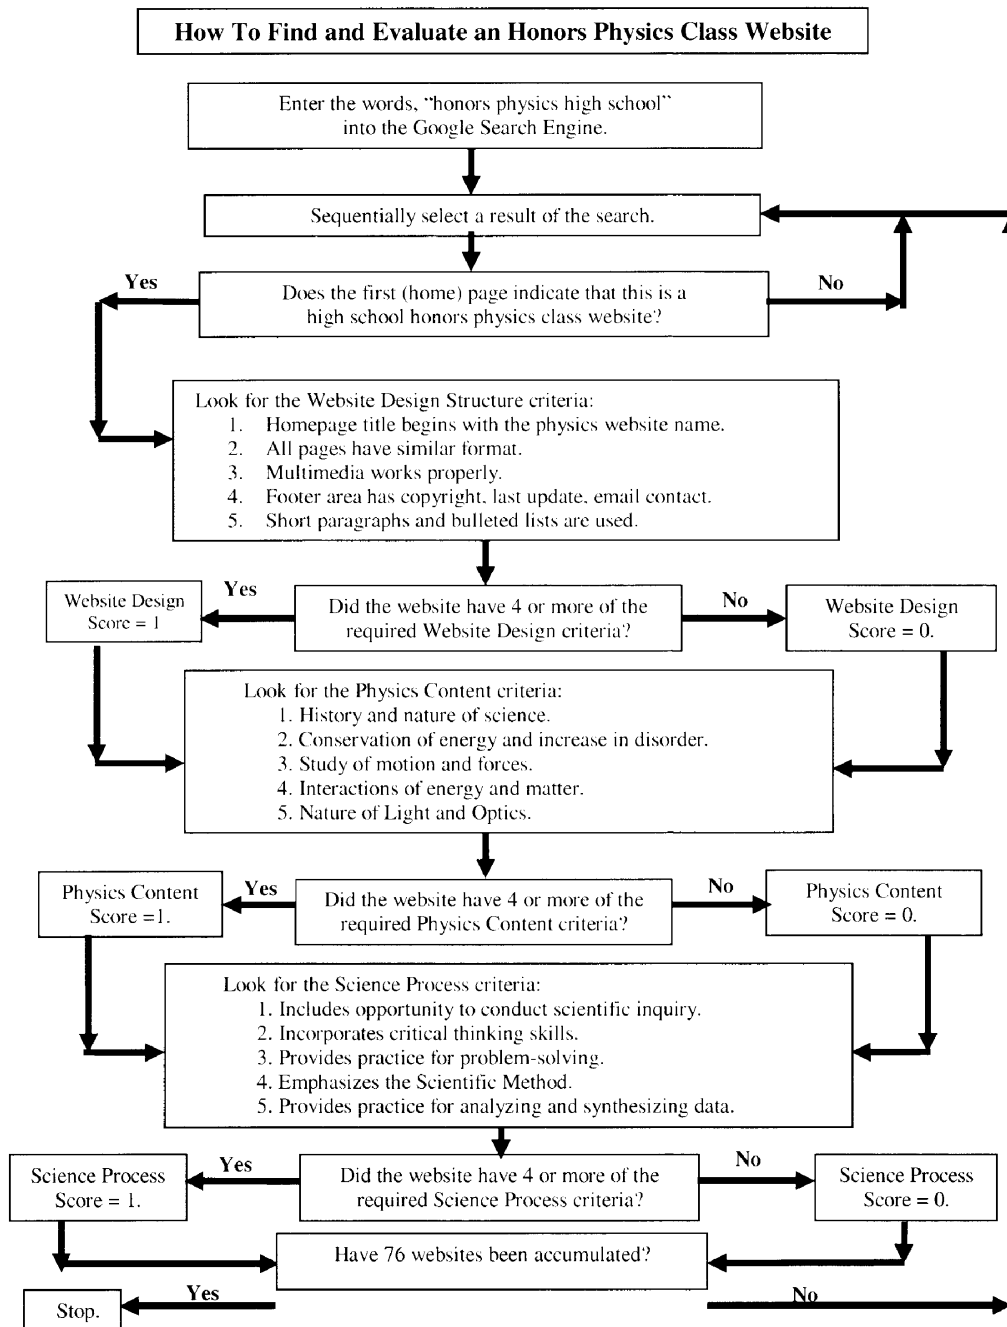 How To Find and Evaluate an Honors Physics Class Website
Enter the words, “honors physics high school“
into the Google Search Engine.
Sequentially select a result of the search.
Yes
Does the first (home) page indicate that this is a
high school honors physics class website?
No
Look for the Website Design Structure criteria:
1. Homepage title begins with the physics website name.
2. All pages have similar format.
3. Multimedia works properly.
4. Footer area has copyright, last update, email contact.
5. Short paragraphs and bulleted lists are used.
Website Design
Score = 1
Yes
Did the website have 4 or more of the
required Website Design criteria?
No
Website Design
Score = 0.
Look for the Physics Content criteria:
1. History and nature of science.
2. Conservation of energy and increase in disorder.
3. Study of motion and forces.
4. Interactions of energy and matter.
5. Nature of Light and Optics.
Physics Content
Score =1.
Yes
Did the website have 4 or more of the
required Physics Content criteria?
No
Physics Content
Score = 0.
Look for the Science Process criteria:
1. Includes opportunity to conduct scientific inquiry.
2. Incorporates critical thinking skills.
3. Provides practice for problem-solving.
4. Emphasizes the Scientific Method.
5. Provides practice for analyzing and synthesizing data.
Science Process
Score = 1.
Yes
Did the website have 4 or more of the
required Science Process criteria?
No
Science Process
Score = 0.
Have 76 websites been accumulated?
Stop.
Yes
No